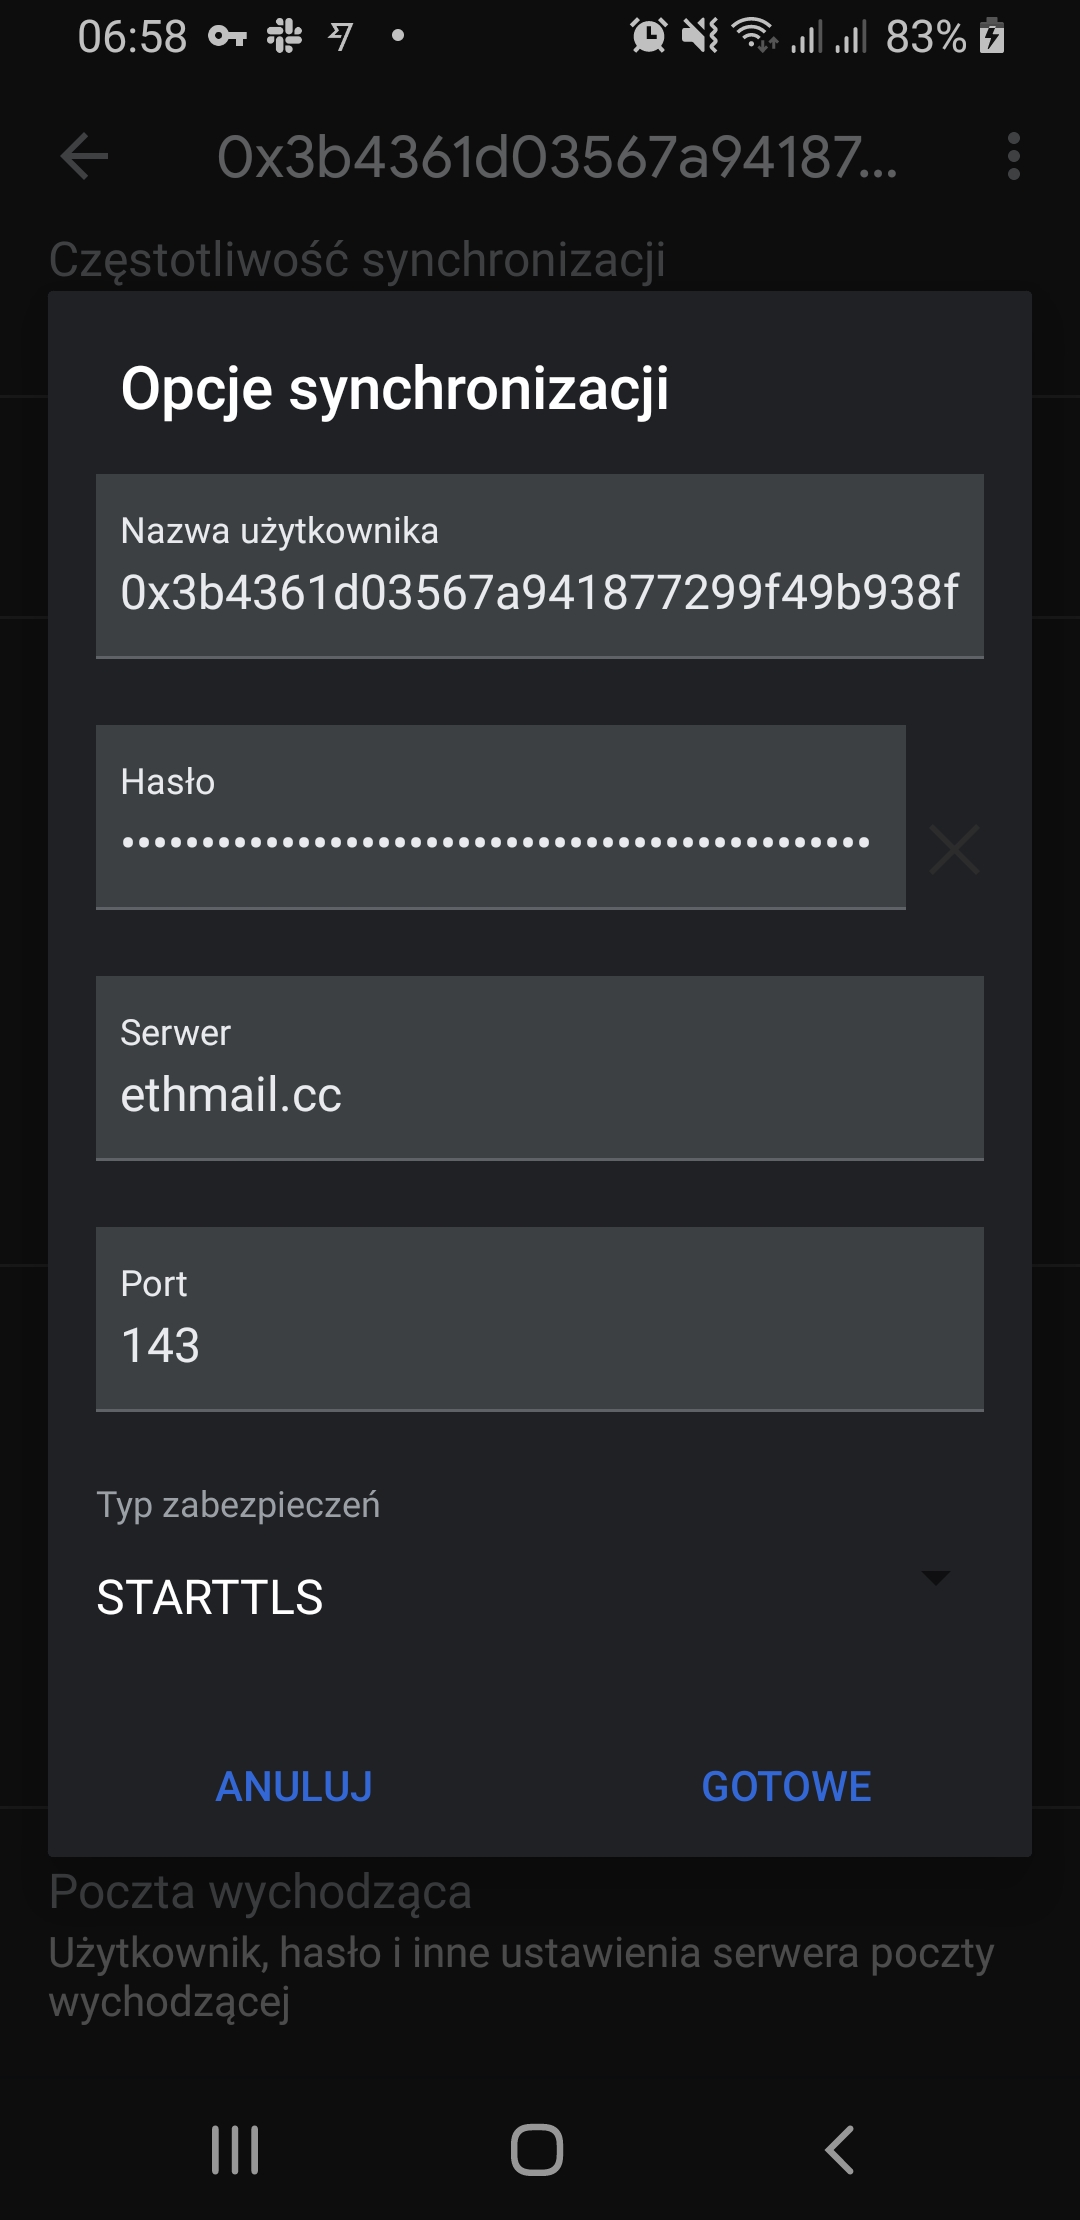 06:58 83%
0x3b4361d03567a94187...
Częstotliwość synchronizacji
Opcje synchronizacji
Nazwa użytkownika
0x3b4361d03567a941877299f49b938f
Hasło
•••••••••••••••••••••••••••••••••••••••••••••••
Serwer
ethmail.cc
Port
143
Typ zabezpieczeń
STARTTLS
ANULUJ GOTOWE
Poczta wychodząca
Użytkownik, hasło i inne ustawienia serwera poczty
wychodzącej